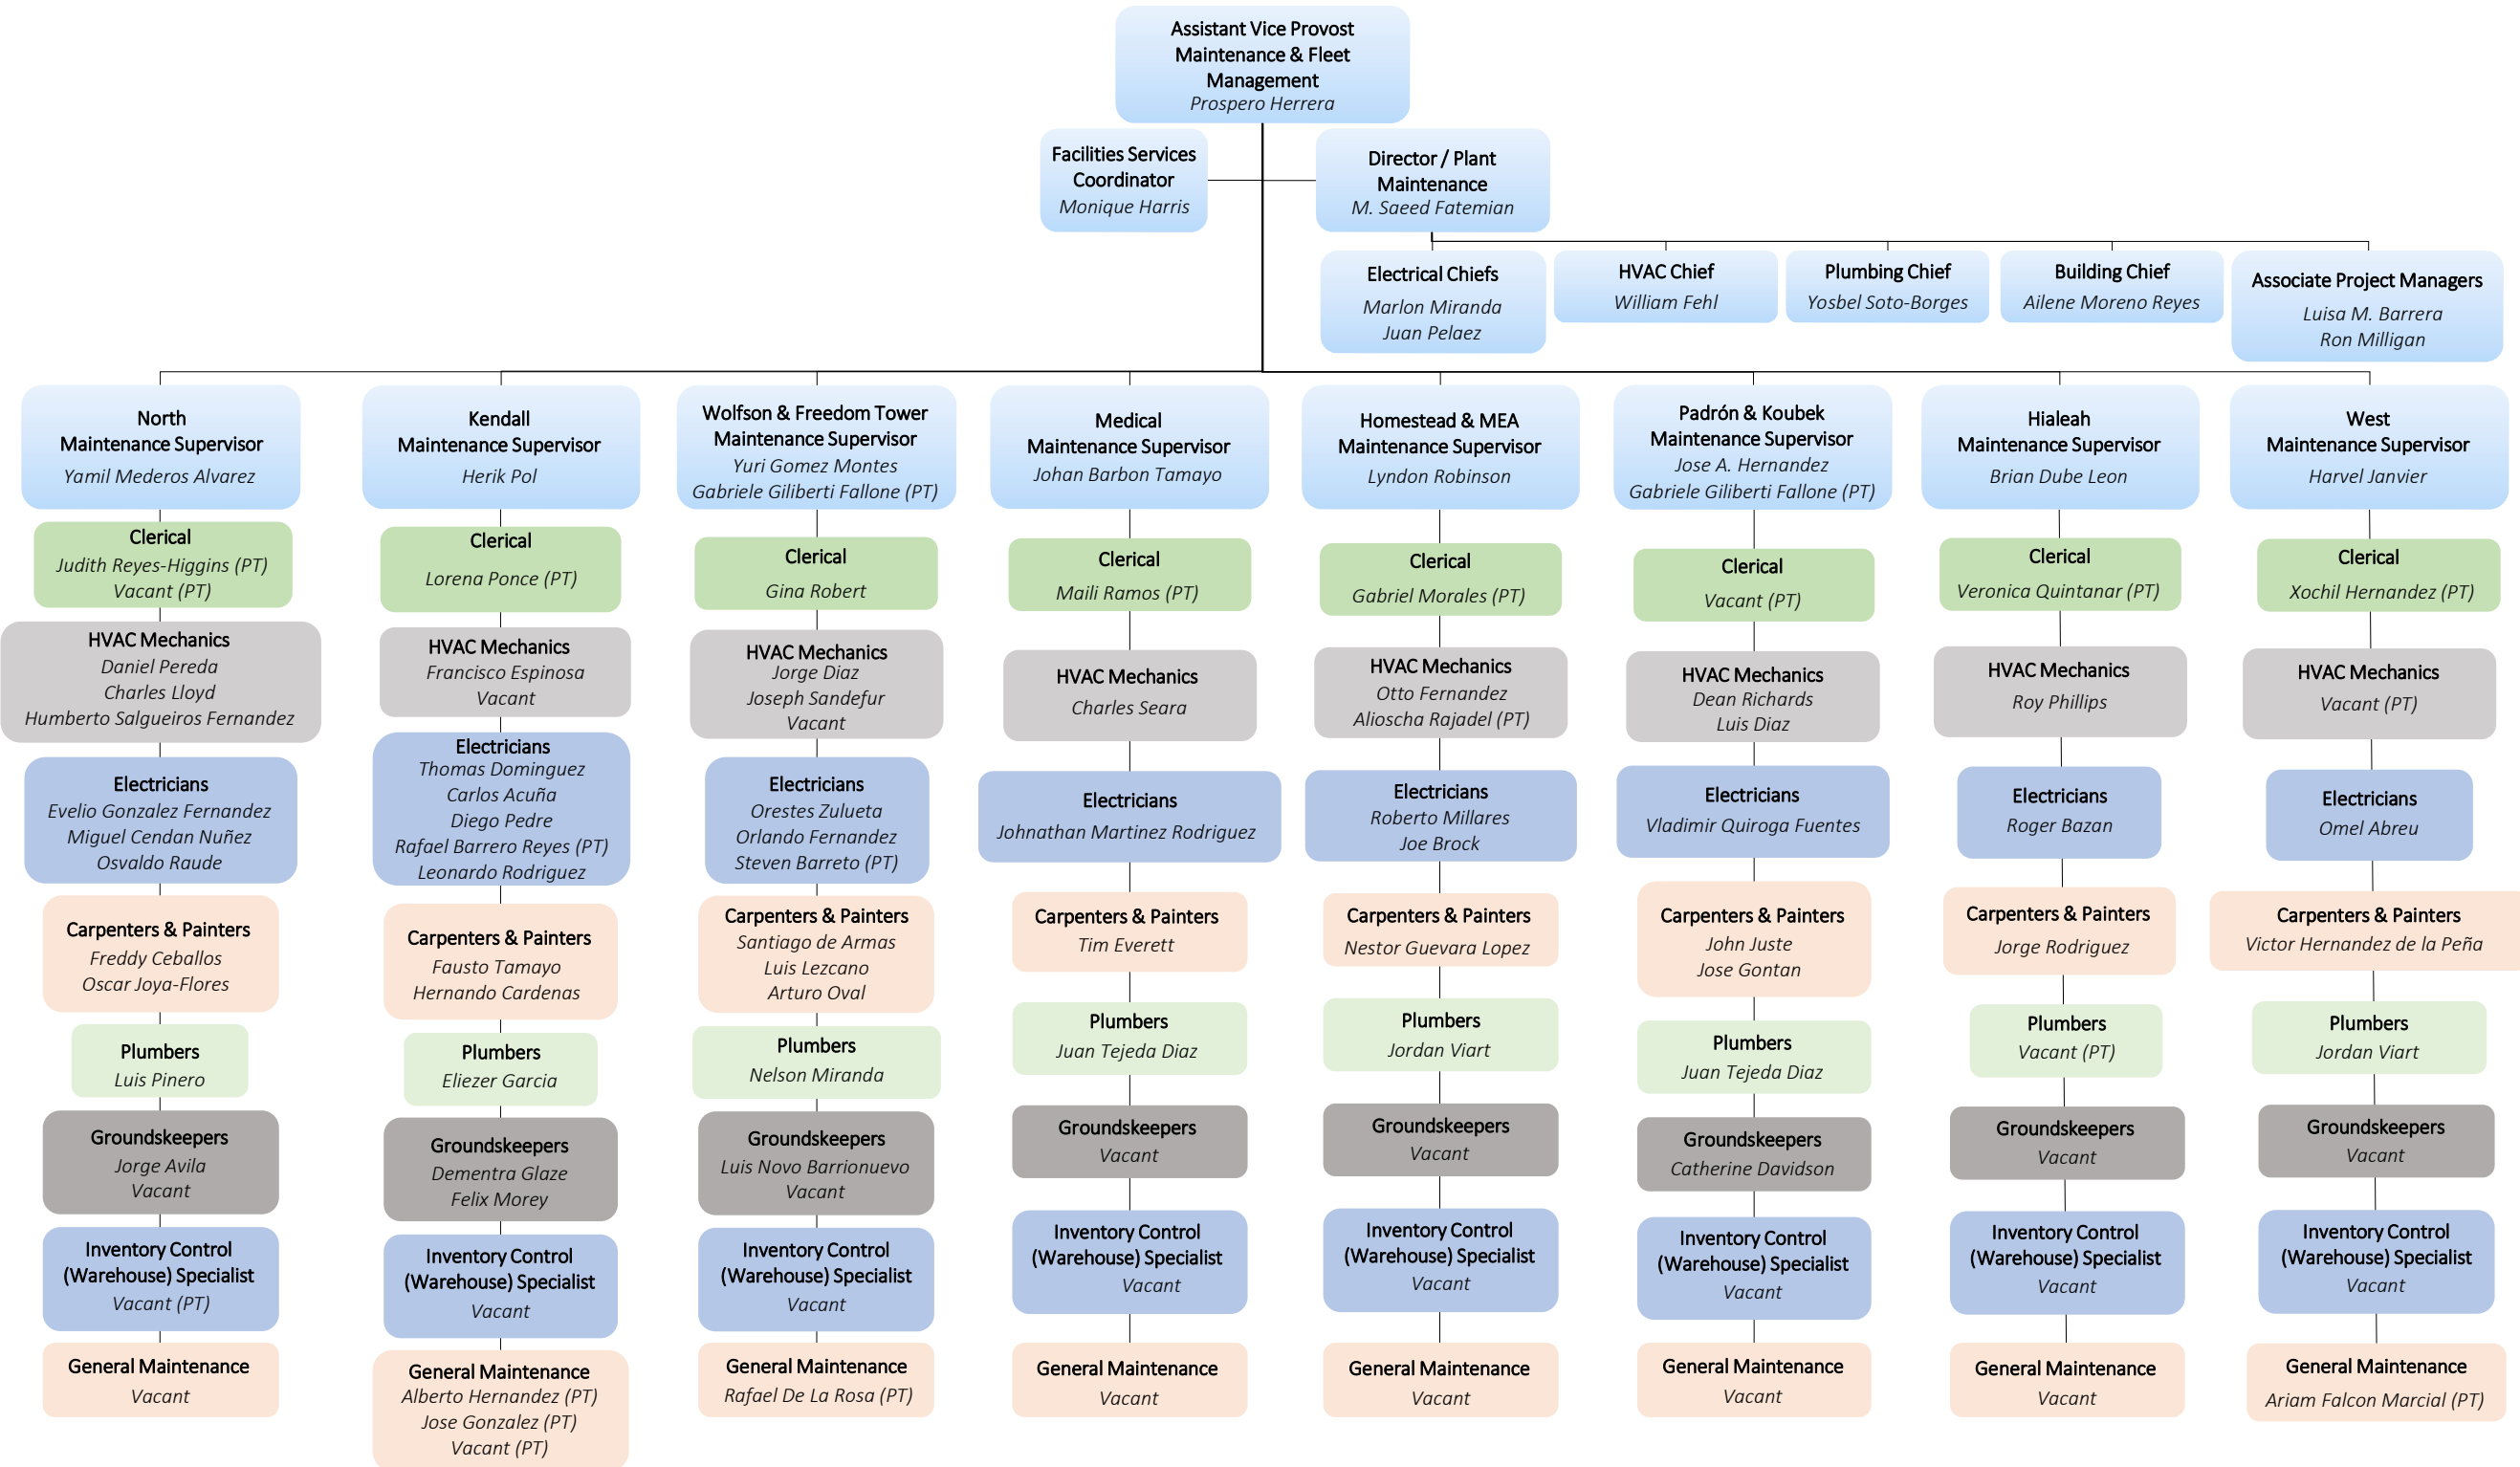 Assistant Vice Provost
Maintenance & Fleet
Management
Prospero Herrera
Facilities Services
Coordinator
Monique Harris
Director / Plant
Maintenance
M. Saeed Fatemian
Electrical Chiefs
Marlon Miranda
Juan Pelaez
HVAC Chief
William Fehl
Plumbing Chief
Yosbel Soto-Borges
Building Chief
Ailene Moreno Reyes
Associate Project Managers
Luisa M. Barrera
Ron Milligan
North
Maintenance Supervisor
Yamil Mederos Alvarez
Clerical
Judith Reyes-Higgins (PT)
Vacant (PT)
HVAC Mechanics
Daniel Pereda
Charles Lloyd
Humberto Salgueiros Fernandez
Electricians
Evelio Gonzalez Fernandez
Miguel Cendan Nuñez
Osvaldo Raude
Carpenters & Painters
Freddy Ceballos
Oscar Joya-Flores
Plumbers
Luis Pinero
Groundskeepers
Jorge Avila
Vacant
Inventory Control
(Warehouse) Specialist
Vacant (PT)
General Maintenance
Vacant
Kendall
Maintenance Supervisor
Herik Pol
Clerical
Lorena Ponce (PT)
HVAC Mechanics
Francisco Espinosa
Vacant
Electricians
Thomas Dominguez
Carlos Acuña
Diego Pedre
Rafael Barrero Reyes (PT)
Leonardo Rodriguez
Carpenters & Painters
Fausto Tamayo
Hernando Cardenas
Plumbers
Eliezer Garcia
Groundskeepers
Dementra Glaze
Felix Morey
Inventory Control
(Warehouse) Specialist
Vacant
General Maintenance
Alberto Hernandez (PT)
Jose Gonzalez (PT)
Vacant (PT)
Wolfson & Freedom Tower
Maintenance Supervisor
Yuri Gomez Montes
Gabriele Giliberti Fallone (PT)
Clerical
Gina Robert
HVAC Mechanics
Jorge Diaz
Joseph Sandefur
Vacant
Electricians
Orestes Zulueta
Orlando Fernandez
Steven Barreto (PT)
Carpenters & Painters
Santiago de Armas
Luis Lezcano
Arturo Oval
Plumbers
Nelson Miranda
Groundskeepers
Luis Novo Barrionuevo
Vacant
Inventory Control
(Warehouse) Specialist
Vacant
General Maintenance
Rafael De La Rosa (PT)
Medical
Maintenance Supervisor
Johan Barbon Tamayo
Clerical
Maili Ramos (PT)
HVAC Mechanics
Charles Seara
Electricians
Johnathan Martinez Rodriguez
Carpenters & Painters
Tim Everett
Plumbers
Juan Tejeda Diaz
Groundskeepers
Vacant
Inventory Control
(Warehouse) Specialist
Vacant
General Maintenance
Vacant
Homestead & MEA
Maintenance Supervisor
Lyndon Robinson
Clerical
Gabriel Morales (PT)
HVAC Mechanics
Otto Fernandez
Alioscha Rajadel (PT)
Electricians
Roberto Millares
Joe Brock
Carpenters & Painters
Nestor Guevara Lopez
Plumbers
Jordan Viart
Groundskeepers
Vacant
Inventory Control
(Warehouse) Specialist
Vacant
General Maintenance
Vacant
Padrón & Koubek
Maintenance Supervisor
Jose A. Hernandez
Gabriele Giliberti Fallone (PT)
Clerical
Vacant (PT)
HVAC Mechanics
Dean Richards
Luis Diaz
Electricians
Vladimir Quiroga Fuentes
Carpenters & Painters
John Juste
Jose Gontan
Plumbers
Juan Tejeda Diaz
Groundskeepers
Catherine Davidson
Inventory Control
(Warehouse) Specialist
Vacant
General Maintenance
Vacant
Hialeah
Maintenance Supervisor
Brian Dube Leon
Clerical
Veronica Quintanar (PT)
HVAC Mechanics
Roy Phillips
Electricians
Roger Bazan
Carpenters & Painters
Jorge Rodriguez
Plumbers
Vacant (PT)
Groundskeepers
Vacant
Inventory Control
(Warehouse) Specialist
Vacant
General Maintenance
Vacant
West
Maintenance Supervisor
Harvel Janvier
Clerical
Xochil Hernandez (PT)
HVAC Mechanics
Vacant (PT)
Electricians
Omel Abreu
Carpenters & Painters
Victor Hernandez de la Peña
Plumbers
Jordan Viart
Groundskeepers
Vacant
Inventory Control
(Warehouse) Specialist
Vacant
General Maintenance
Ariam Falcon Marcial (PT)